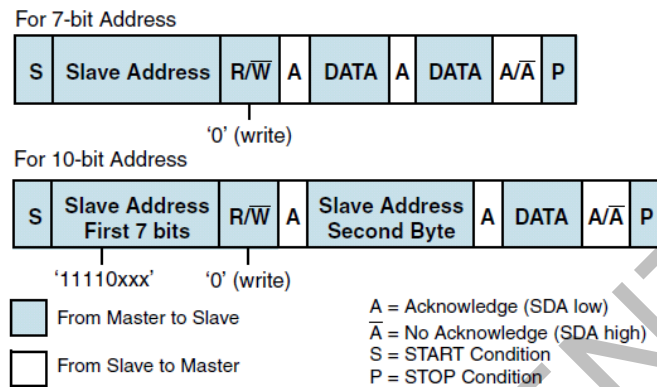 For 7-bit Address
S Slave Address R/W̅ A DATA A DATA A/A̅ P
‘0’ (write)
For 10-bit Address
S Slave Address First 7 bits R/W̅ A Slave Address Second Byte A DATA A/A̅ P
‘11110xxx’ ‘0’ (write)
From Master to Slave
From Slave to Master
A = Acknowledge (SDA low)
A̅ = No Acknowledge (SDA high)
S = START Condition
P = STOP Condition